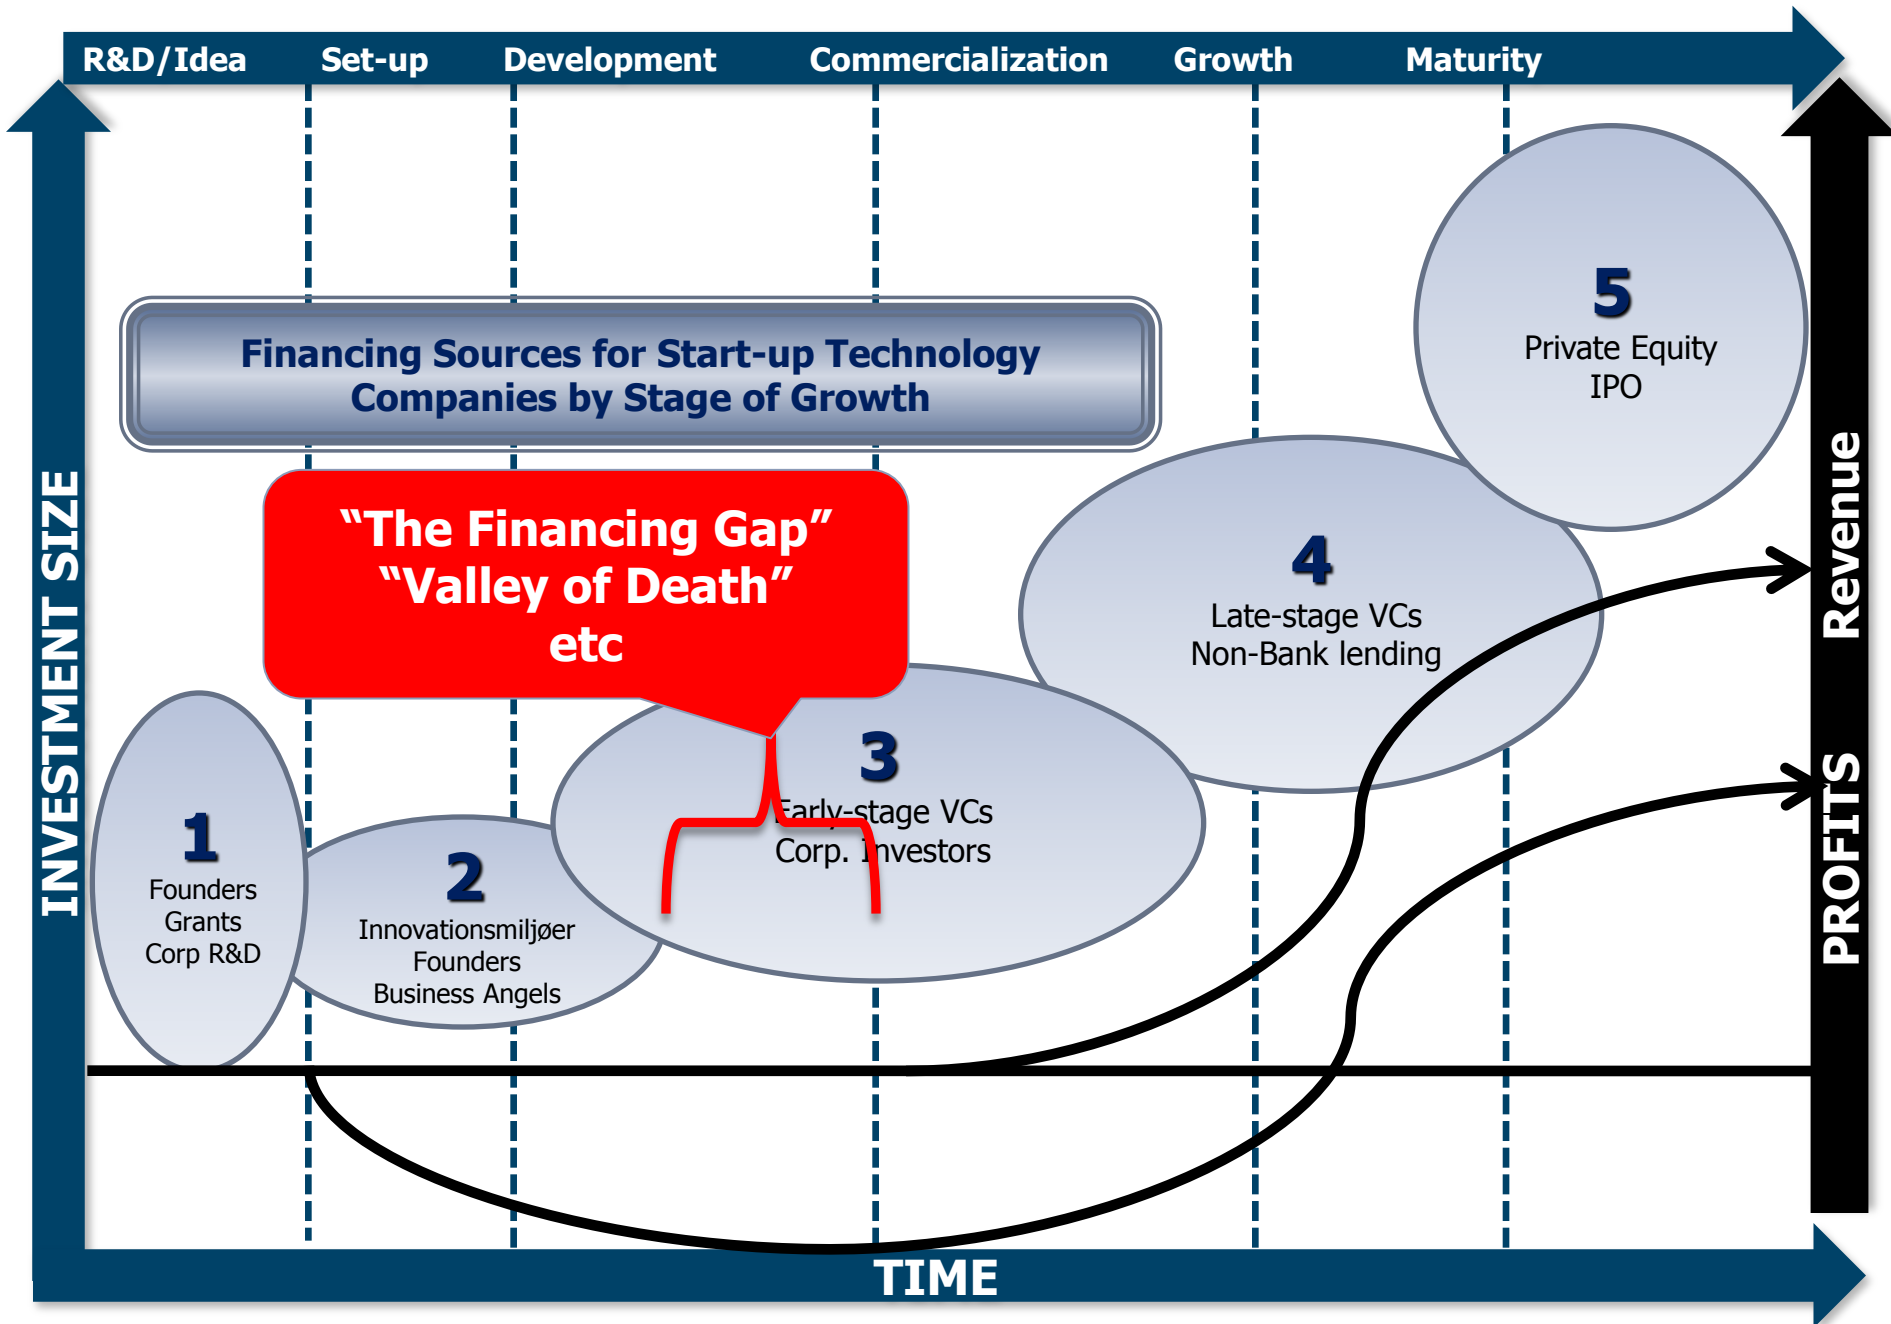 R&D/Idea Set-up Development Commercialization Growth Maturity
Financing Sources for Start-up Technology
Companies by Stage of Growth
“The Financing Gap”
“Valley of Death”
etc
INVESTMENT SIZE
1
Founders
Grants
Corp R&D
2
Innovationsmiljøer
Founders
Business Angels
3
Early-stage VCs
Corp. Investors
4
Late-stage VCs
Non-Bank lending
5
Private Equity
IPO
Revenue
PROFITS
TIME